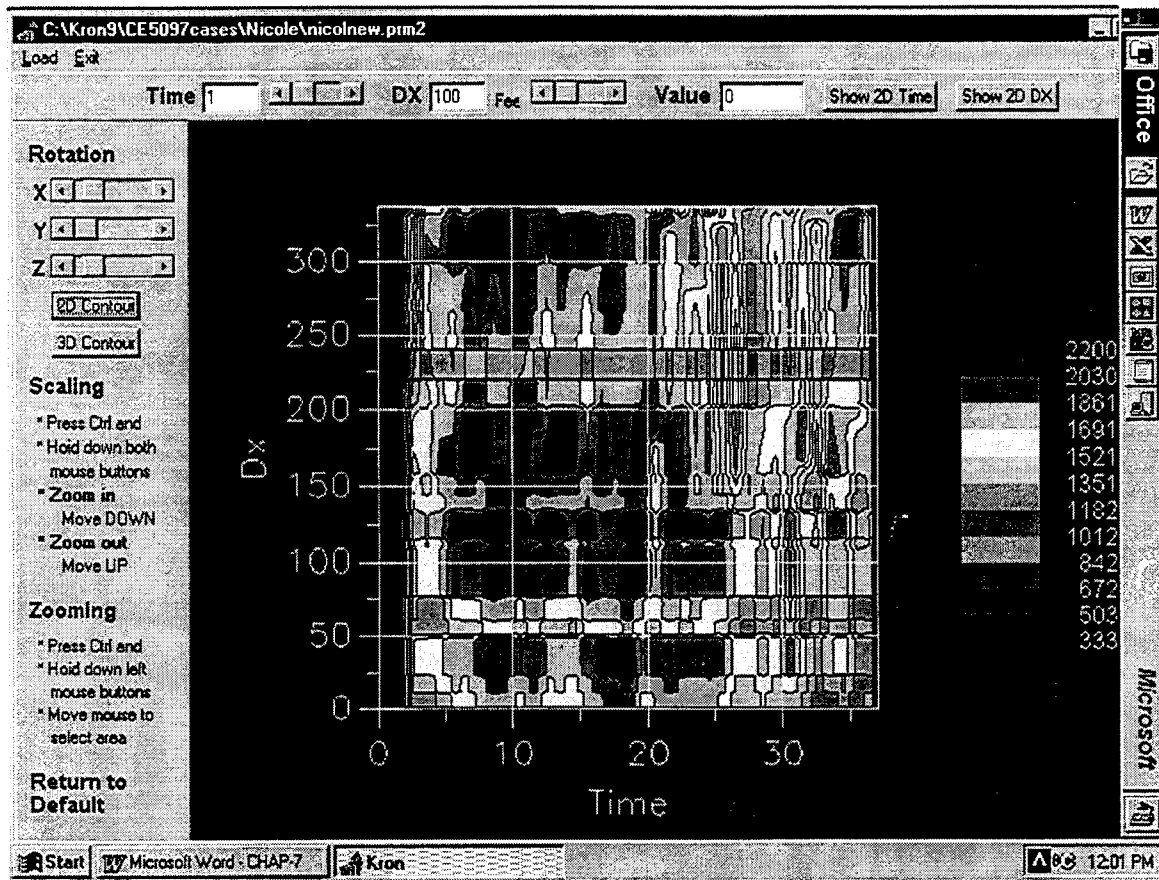 C:\Kron9\CE5097cases\Nicole\nicolnew.prm2
Load Exit
Time 1 DX 100 Fec Value 0 Show 2D Time Show 2D DX
Rotation
X
Y
Z
2D Contour
3D Contour
Scaling
* Press Ctrl and
* Hold down both
mouse buttons
* Zoom in
Move DOWN
* Zoom out
Move UP
Zooming
* Press Ctrl and
* Hold down left
mouse buttons
* Move mouse to
select area
Return to
Default
Dx
300
250
200
150
100
50
0
0 10 20 30
Time
2200
2030
1861
1691
1521
1351
1182
1012
842
672
503
333
Office
Microsoft
Start Microsoft Word - CHAP-7 Kron 12:01 PM